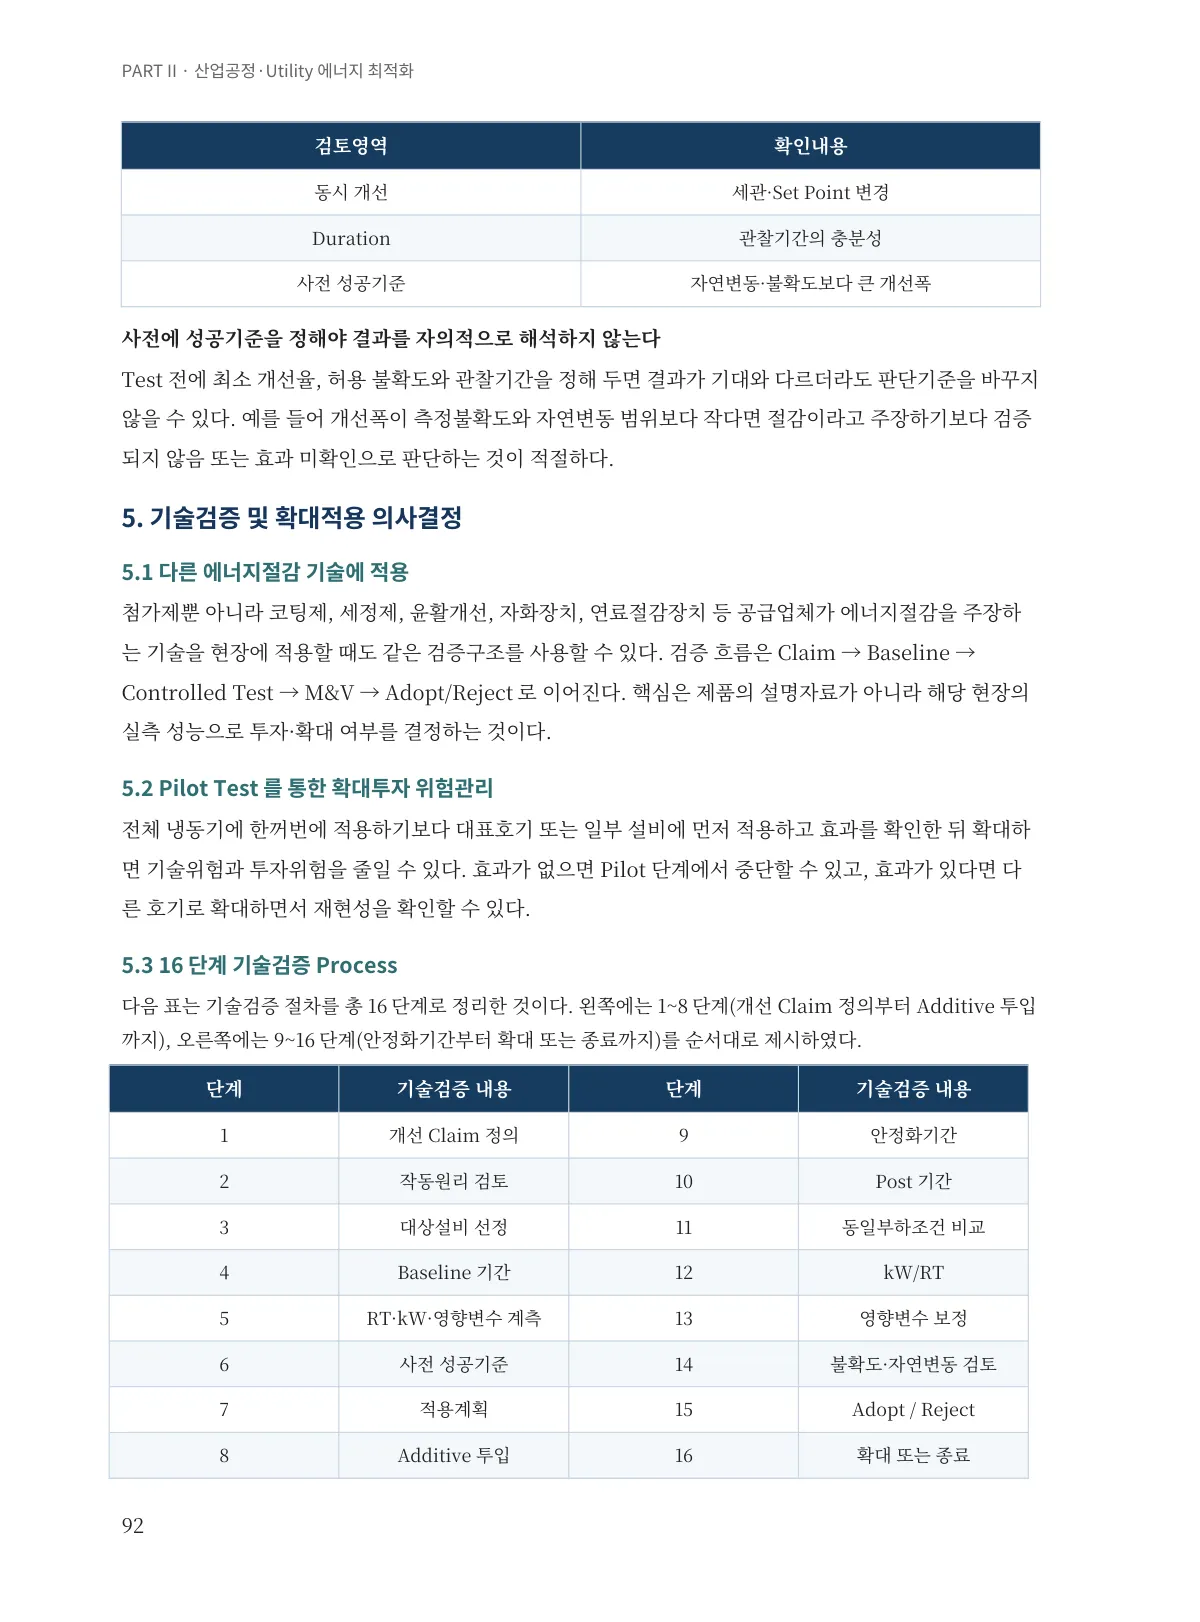 PART II · 산업공정·Utility 에너지 최적화
검토영역 확인내용
동시 개선 세관·Set Point 변경
Duration 관찰기간의 충분성
사전 성공기준 자연변동·불확도보다 큰 개선폭
사전에 성공기준을 정해야 결과를 자의적으로 해석하지 않는다
Test 전에 최소 개선율, 허용 불확도와 관찰기간을 정해 두면 결과가 기대와 다르더라도 판단기준을 바꾸지
않을 수 있다. 예를 들어 개선폭이 측정불확도와 자연변동 범위보다 작다면 절감이라고 주장하기보다 검증
되지 않음 또는 효과 미확인으로 판단하는 것이 적절하다.
5. 기술검증 및 확대적용 의사결정
5.1 다른 에너지절감 기술에 적용
첨가제뿐 아니라 코팅제, 세정제, 윤활개선, 자화장치, 연료절감장치 등 공급업체가 에너지절감을 주장하
는 기술을 현장에 적용할 때도 같은 검증구조를 사용할 수 있다. 검증 흐름은 Claim → Baseline →
Controlled Test → M&V → Adopt/Reject 로 이어진다. 핵심은 제품의 설명자료가 아니라 해당 현장의
실측 성능으로 투자·확대 여부를 결정하는 것이다.
5.2 Pilot Test 를 통한 확대투자 위험관리
전체 냉동기에 한꺼번에 적용하기보다 대표호기 또는 일부 설비에 먼저 적용하고 효과를 확인한 뒤 확대하
면 기술위험과 투자위험을 줄일 수 있다. 효과가 없으면 Pilot 단계에서 중단할 수 있고, 효과가 있다면 다
른 호기로 확대하면서 재현성을 확인할 수 있다.
5.3 16 단계 기술검증 Process
다음 표는 기술검증 절차를 총 16 단계로 정리한 것이다. 왼쪽에는 1~8 단계(개선 Claim 정의부터 Additive 투입
까지), 오른쪽에는 9~16 단계(안정화기간부터 확대 또는 종료까지)를 순서대로 제시하였다.
단계 기술검증 내용 단계 기술검증 내용
1 개선 Claim 정의 9 안정화기간
2 작동원리 검토 10 Post 기간
3 대상설비 선정 11 동일부하조건 비교
4 Baseline 기간 12 kW/RT
5 RT·kW·영향변수 계측 13 영향변수 보정
6 사전 성공기준 14 불확도·자연변동 검토
7 적용계획 15 Adopt / Reject
8 Additive 투입 16 확대 또는 종료
92